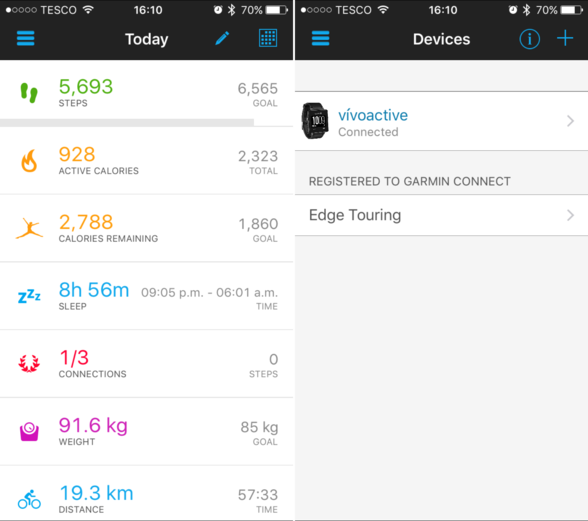 ●○○○○ TESCO 16:10 70%
Today
5,693 6,565
STEPS GOAL
928 2,323
ACTIVE CALORIES TOTAL
2,788 1,860
CALORIES REMAINING GOAL
8h 56m 09:05 p.m. - 06:01 a.m.
SLEEP TIME
1/3 0
CONNECTIONS STEPS
91.6 kg 85 kg
WEIGHT GOAL
19.3 km 57:33
DISTANCE TIME
●○○○○ TESCO 16:10 70%
Devices
vívoactive
Connected
REGISTERED TO GARMIN CONNECT
Edge Touring